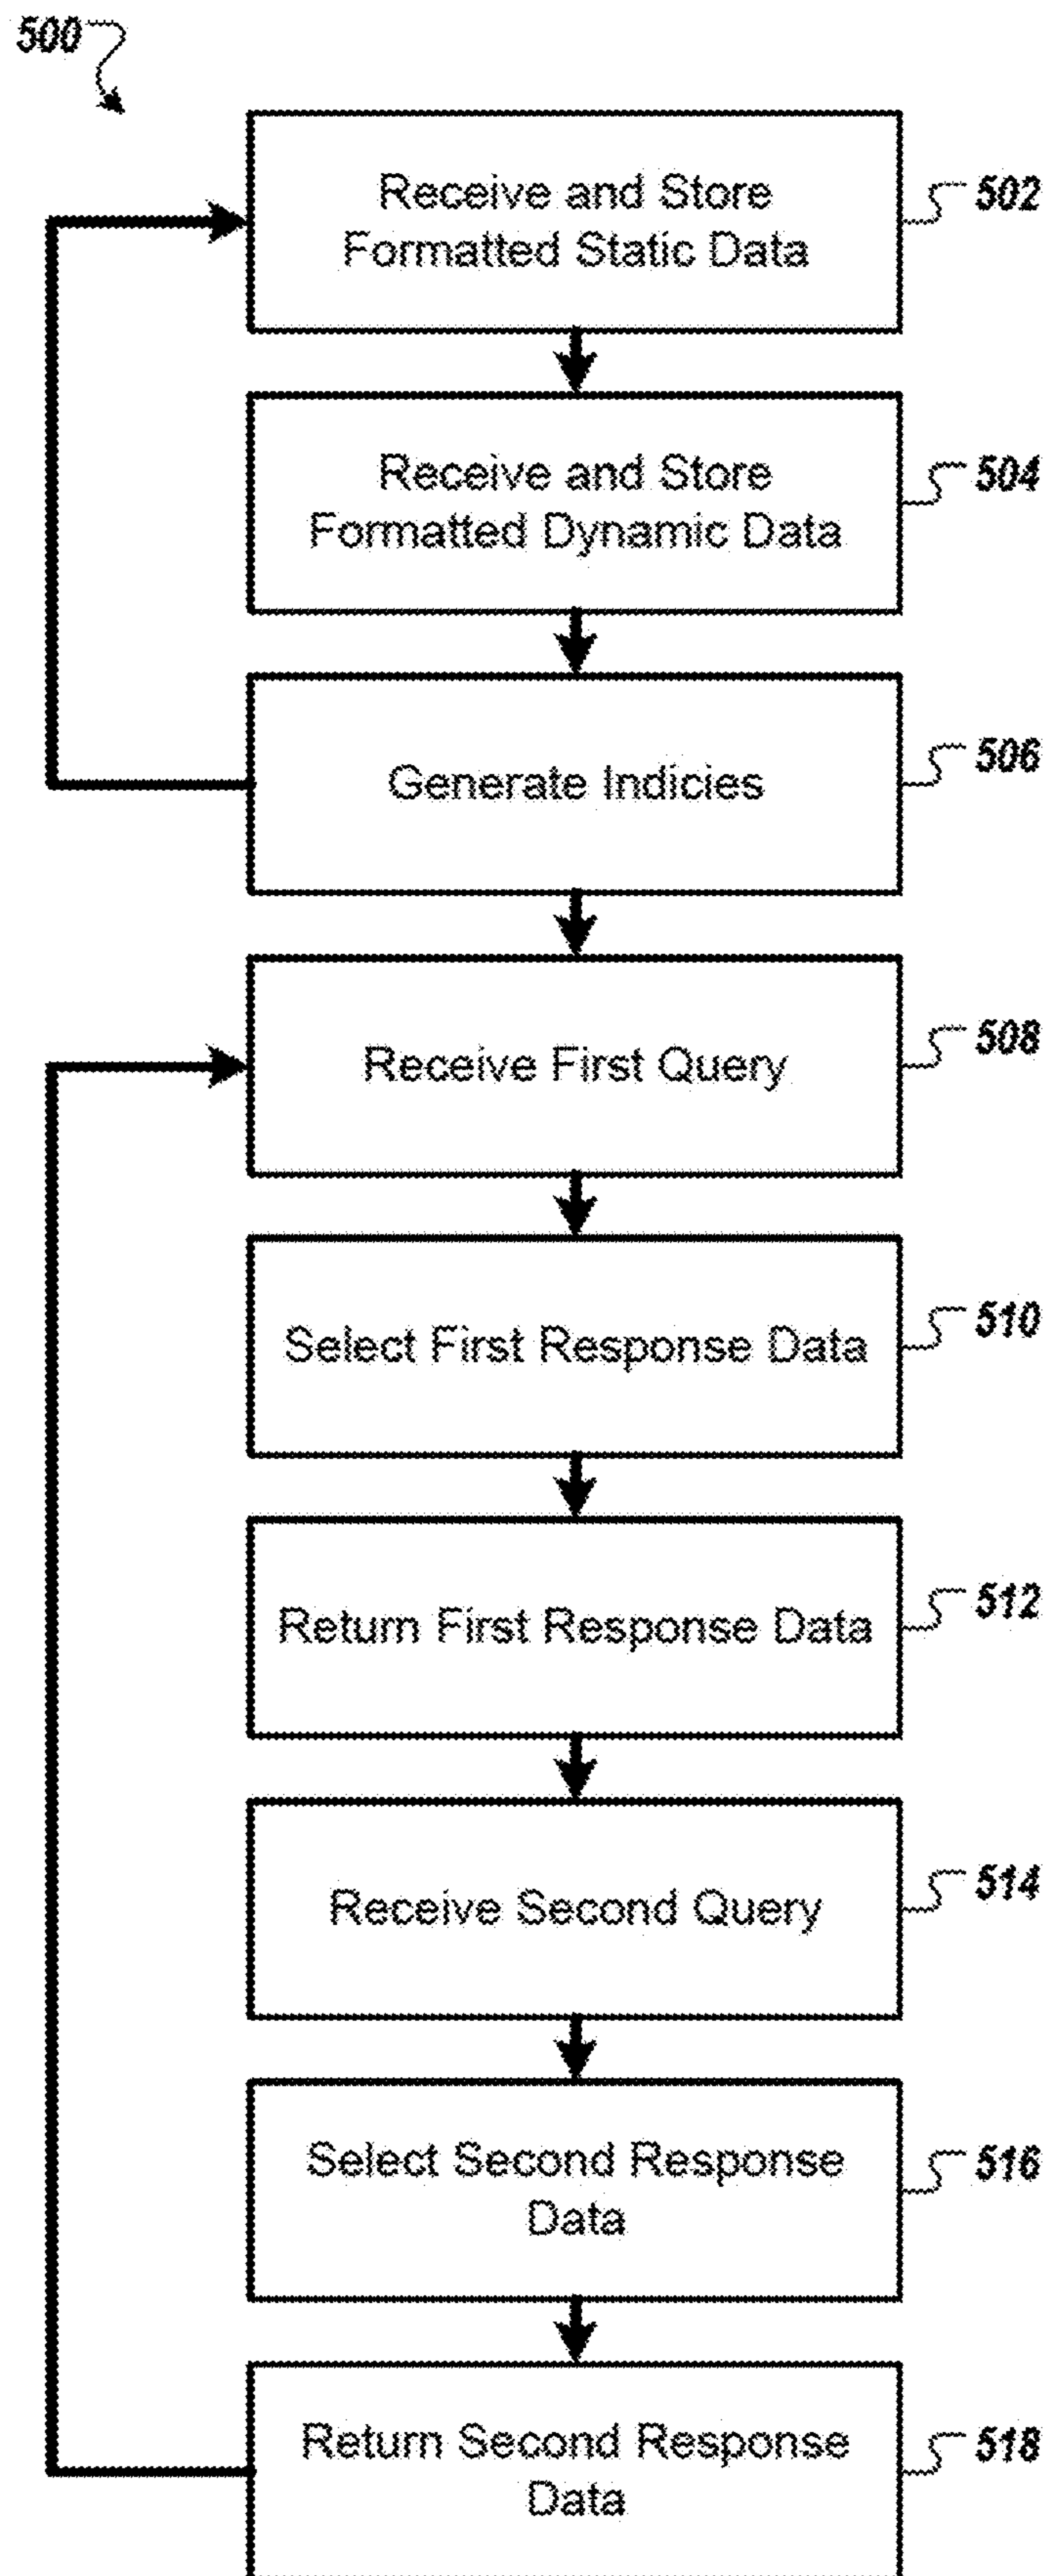 500
Receive and Store
Formatted Static Data
502
Receive and Store
Formatted Dynamic Data
504
Generate Indicies
506
Receive First Query
508
Select First Response Data
510
Return First Response Data
512
Receive Second Query
514
Select Second Response
Data
516
Return Second Response
Data
518